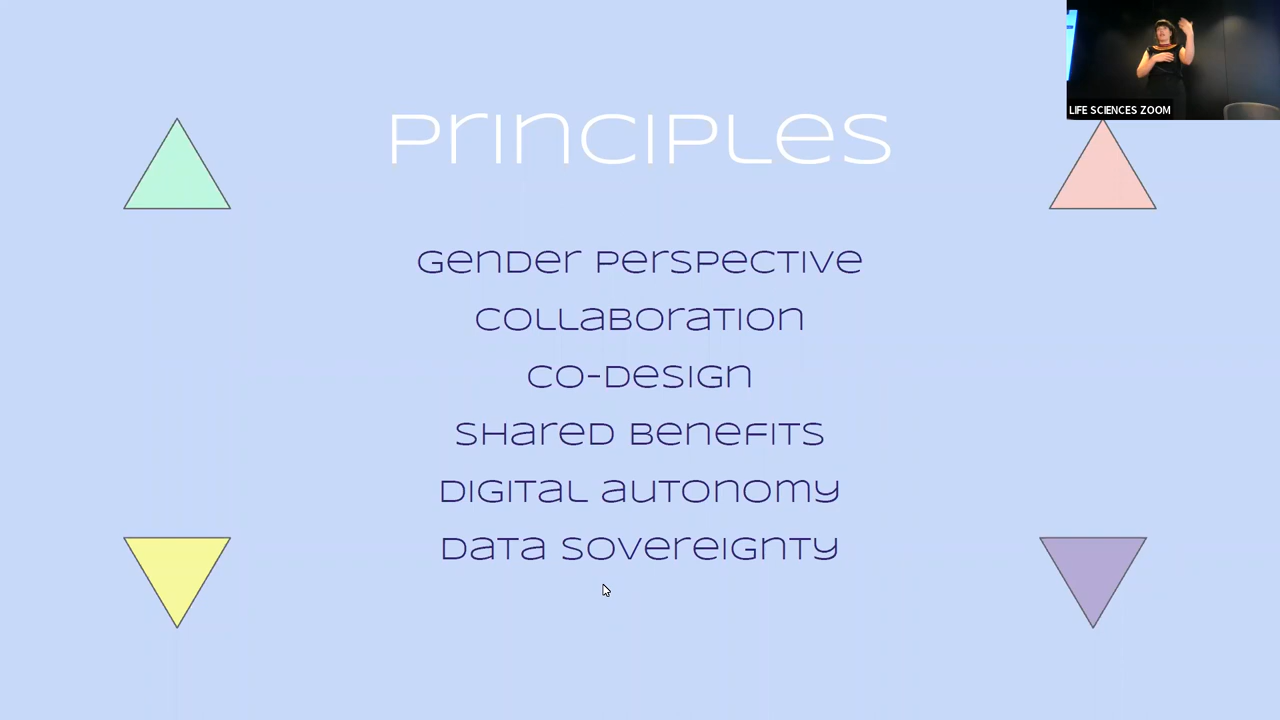 Principles
Gender perspective
Collaboration
Co-design
Shared benefits
Digital autonomy
Data sovereignty
LIFE SCIENCES ZOOM